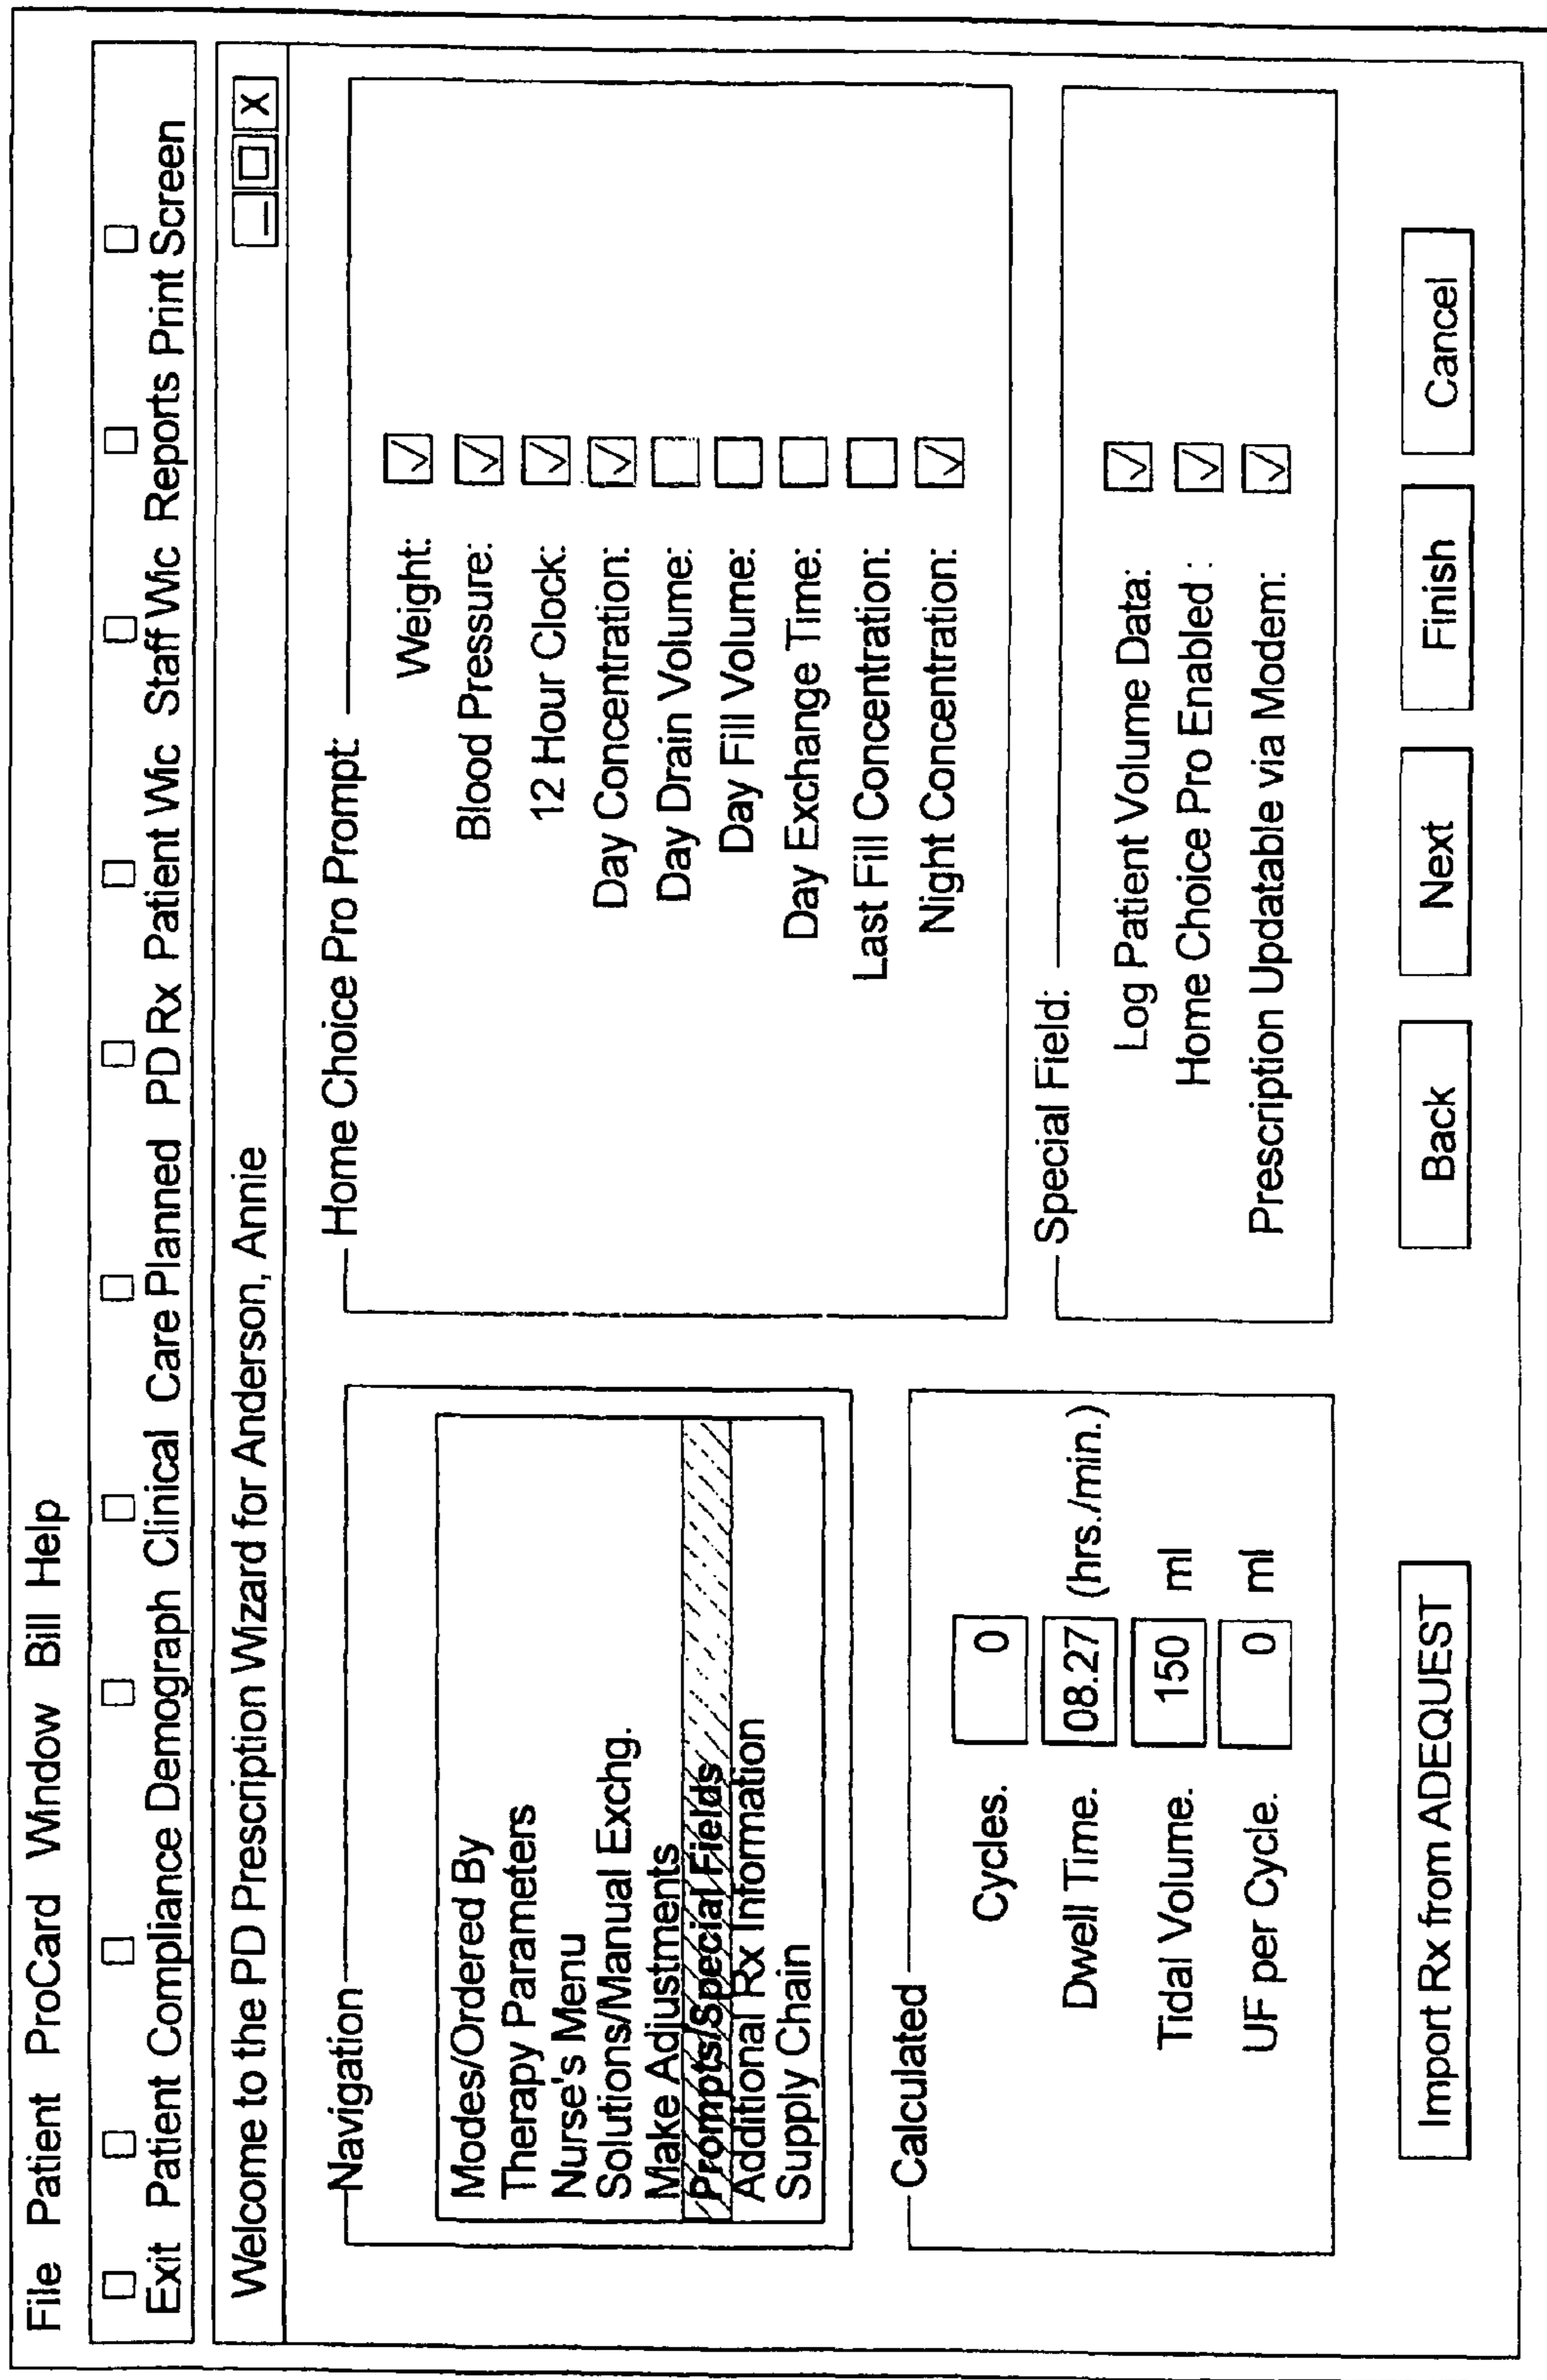 File Patient ProCard Window Bill Help
Exit Patient Compliance Demograph Clinical Care Planned PD Rx Patient Wic Staff Wic Reports Print Screen
Welcome to the PD Prescription Wizard for Anderson, Annie
Navigation
Modes/Ordered By
Therapy Parameters
Nurse's Menu
Solutions/Manual Exchg.
Make Adjustments
Prompts/Special Fields
Additional Rx Information
Supply Chain
Calculated
Cycles. 0
Dwell Time. 08.27 (hrs./min.)
Tidal Volume. 150 ml
UF per Cycle. 0 ml
Home Choice Pro Prompt:
Weight:
Blood Pressure:
12 Hour Clock:
Day Concentration:
Day Drain Volume:
Day Fill Volume:
Day Exchange Time:
Last Fill Concentration:
Night Concentration:
Special Field:
Log Patient Volume Data:
Home Choice Pro Enabled :
Prescription Updatable via Modem:
Import Rx from ADEQUEST Back Next Finish Cancel